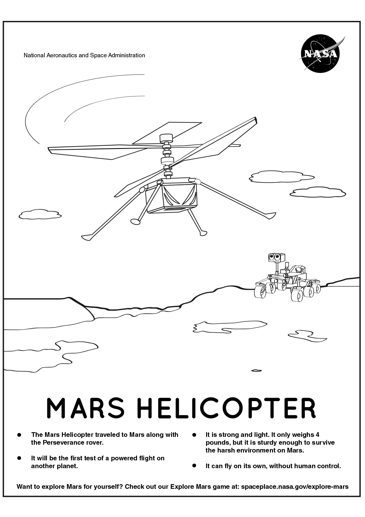 National Aeronautics and Space Administration
NASA
MARS HELICOPTER
● The Mars Helicopter traveled to Mars along with
the Perseverance rover.
● It will be the first test of a powered flight on
another planet.
● It is strong and light. It only weighs 4
pounds, but it is sturdy enough to survive
the harsh environment on Mars.
● It can fly on its own, without human control.
Want to explore Mars for yourself? Check out our Explore Mars game at: spaceplace.nasa.gov/explore-mars